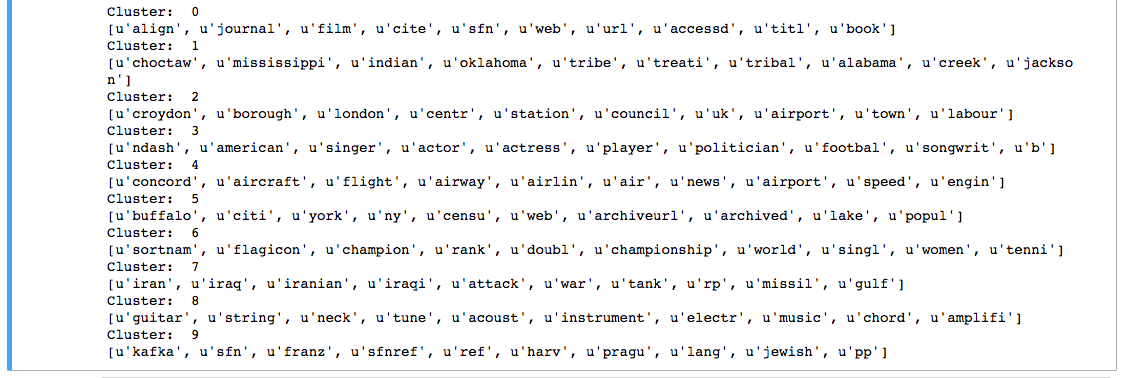 Cluster:  0
[u'align', u'journal', u'film', u'cite', u'sfn', u'web', u'url', u'accessd', u'titl', u'book']
Cluster:  1
[u'choctaw', u'mississippi', u'indian', u'oklahoma', u'tribe', u'treati', u'tribal', u'alabama', u'creek', u'jackso
n']
Cluster:  2
[u'croydon', u'borough', u'london', u'centr', u'station', u'council', u'uk', u'airport', u'town', u'labour']
Cluster:  3
[u'ndash', u'american', u'singer', u'actor', u'actress', u'player', u'politician', u'footbal', u'songwrit', u'b']
Cluster:  4
[u'concord', u'aircraft', u'flight', u'airway', u'airlin', u'air', u'news', u'airport', u'speed', u'engin']
Cluster:  5
[u'buffalo', u'citi', u'york', u'ny', u'censu', u'web', u'archiveurl', u'archived', u'lake', u'popul']
Cluster:  6
[u'sortnam', u'flagicon', u'champion', u'rank', u'doubl', u'championship', u'world', u'singl', u'women', u'tenni']
Cluster:  7
[u'iran', u'iraq', u'iranian', u'iraqi', u'attack', u'war', u'tank', u'rp', u'missil', u'gulf']
Cluster:  8
[u'guitar', u'string', u'neck', u'tune', u'acoust', u'instrument', u'electr', u'music', u'chord', u'amplifi']
Cluster:  9
[u'kafka', u'sfn', u'franz', u'sfnref', u'ref', u'harv', u'pragu', u'lang', u'jewish', u'pp']